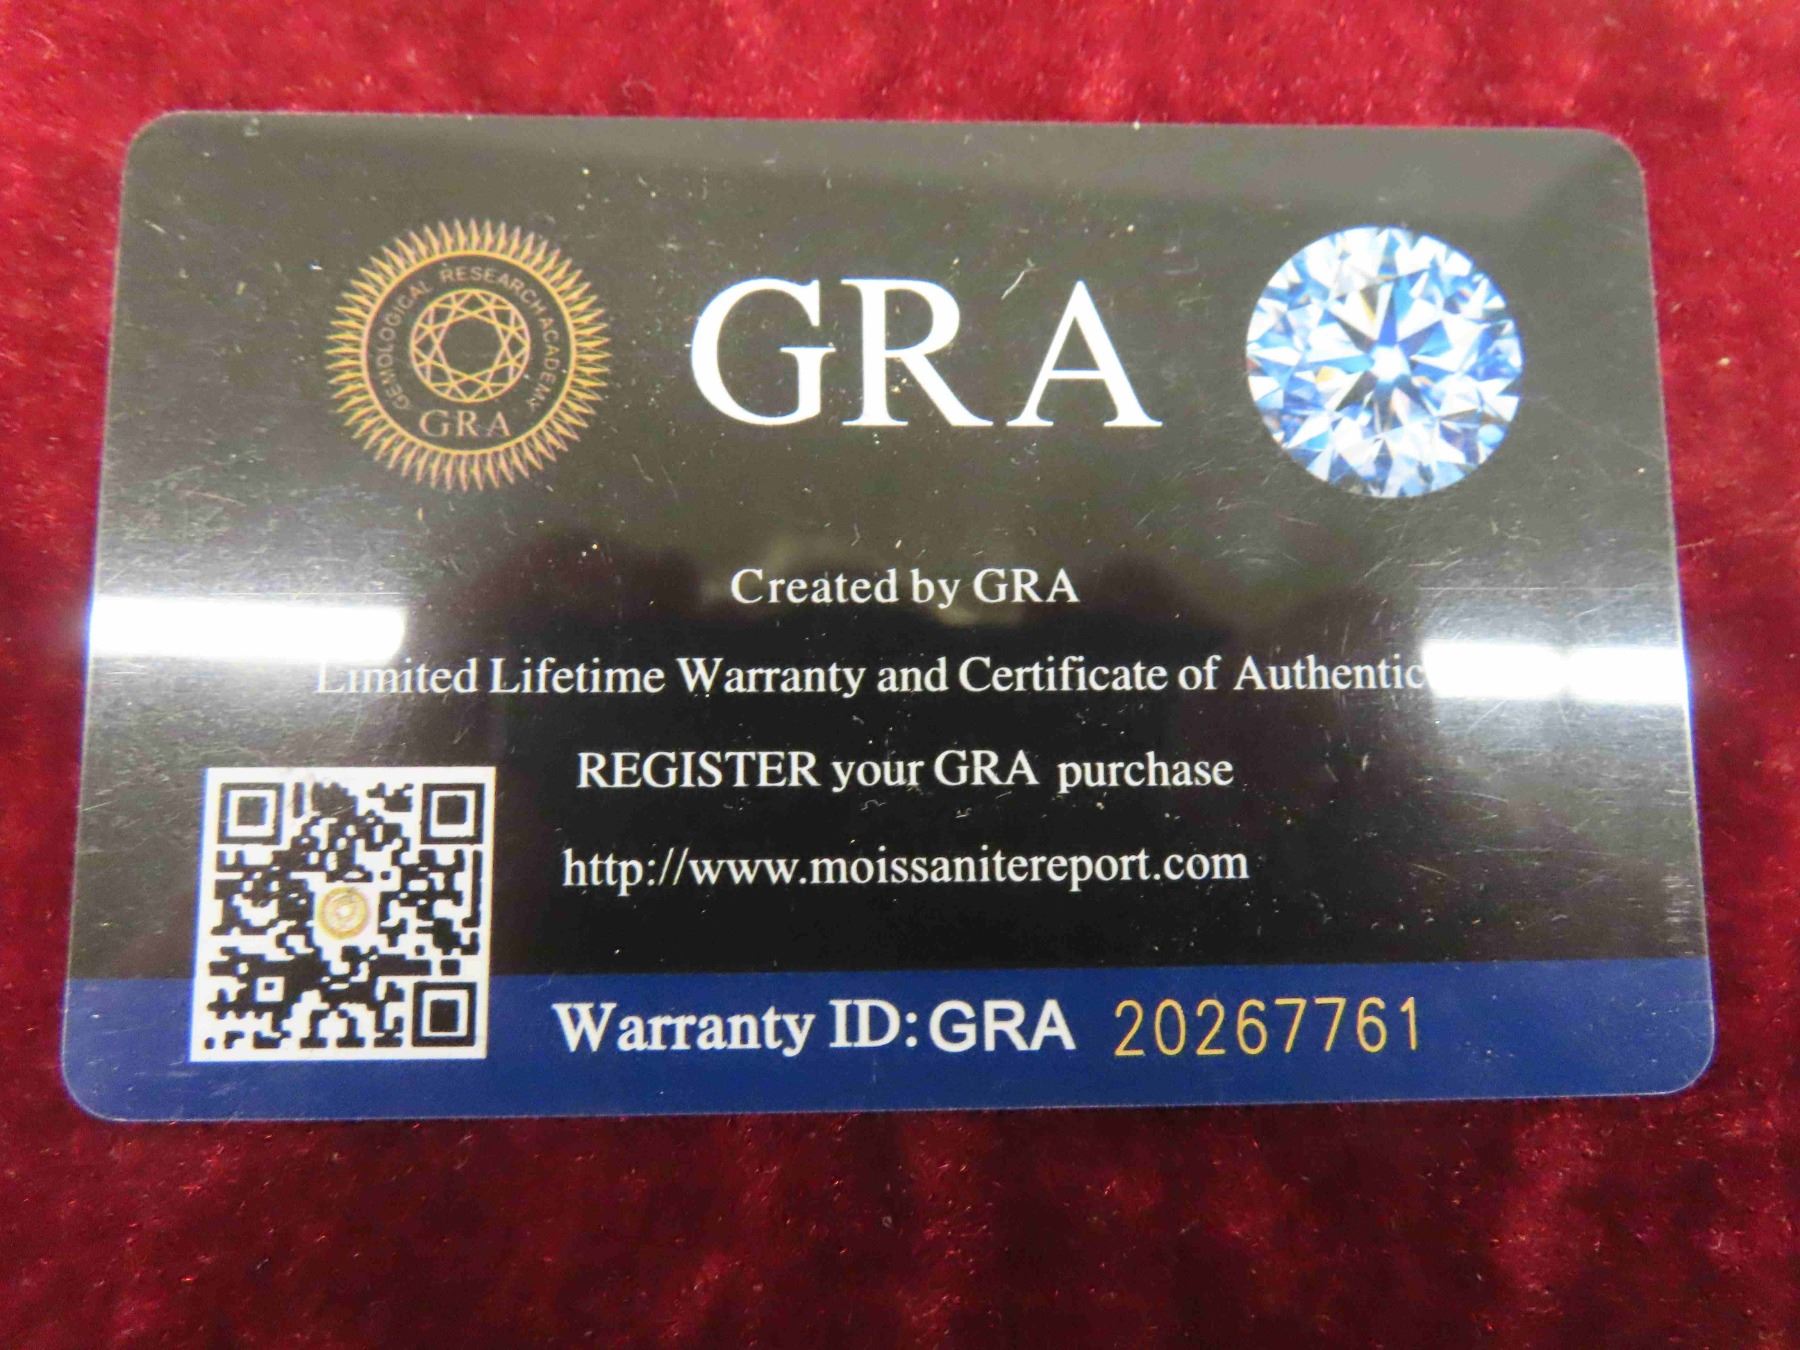 GEMOLOGICAL RESEARCH ACADEMY
GRA
GRA
Created by GRA
Limited Lifetime Warranty and Certificate of
REGISTER your GRA purchase
http://www.moissanitereport.com
Warranty ID: GRA 20267761